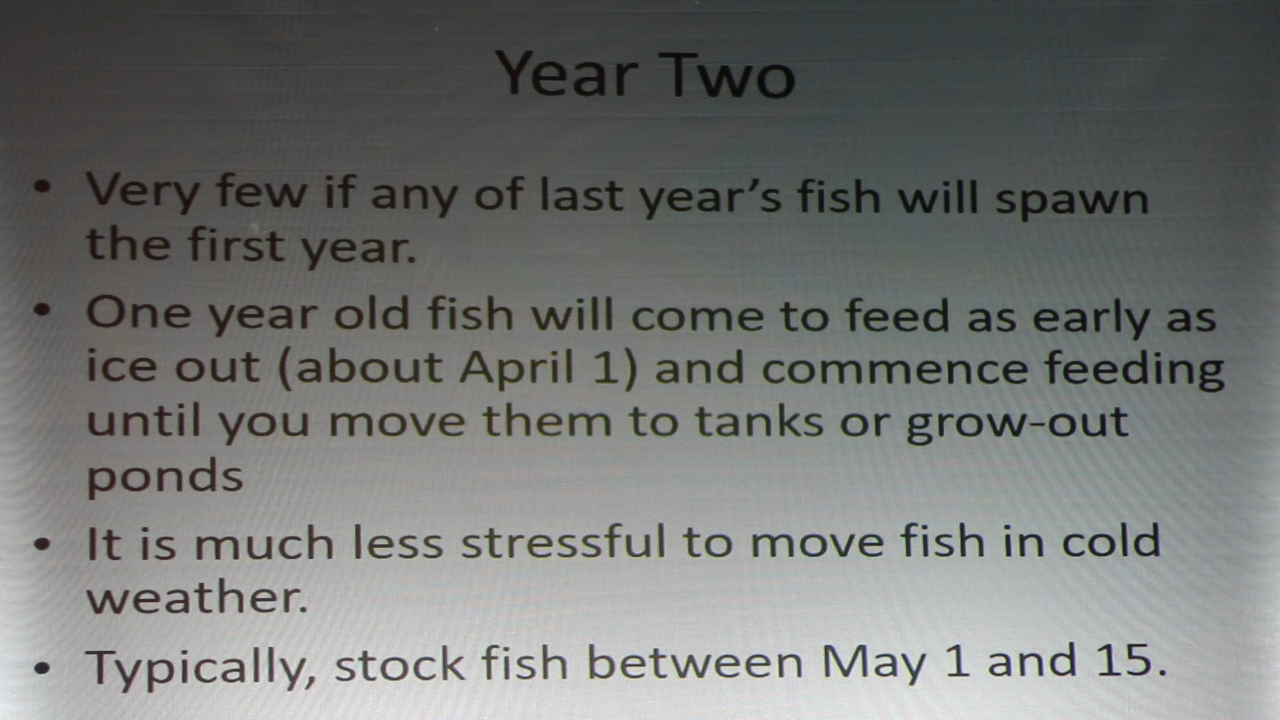 Year Two
• Very few if any of last year's fish will spawn
the first year.
• One year old fish will come to feed as early as
ice out (about April 1) and commence feeding
until you move them to tanks or grow-out
ponds
• It is much less stressful to move fish in cold
weather.
• Typically, stock fish between May 1 and 15.